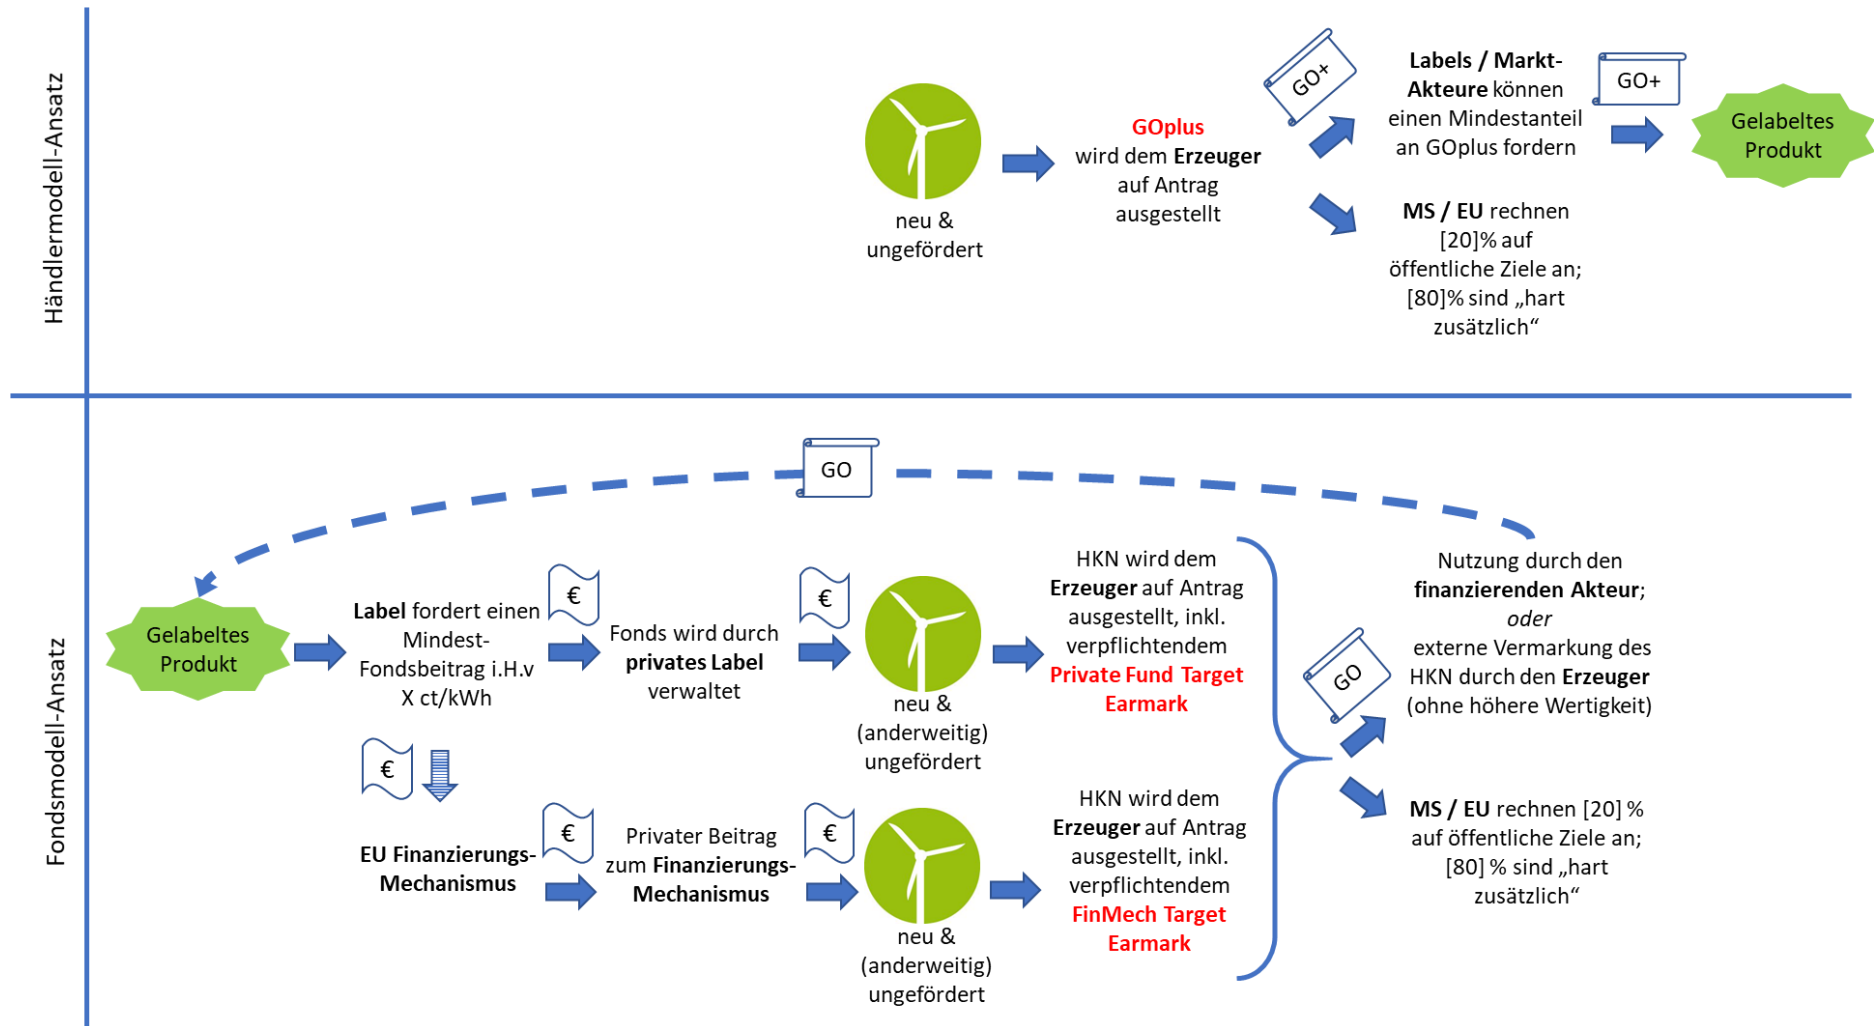 Händlermodell-Ansatz
neu &
ungefördert
GOplus
wird dem Erzeuger
auf Antrag
ausgestellt
GO+
Labels / Markt-
Akteure können
einen Mindestanteil
an GOplus fordern
GO+
Gelabeltes
Produkt
MS / EU rechnen
[20]% auf
öffentliche Ziele an;
[80]% sind „hart
zusätzlich“
Fondsmodell-Ansatz
GO
Gelabeltes
Produkt
Label fordert einen
Mindest-
Fondsbeitrag i.H.v
X ct/kWh
€
Fonds wird durch
privates Label
verwaltet
€
neu &
(anderweitig)
ungefördert
HKN wird dem
Erzeuger auf Antrag
ausgestellt, inkl.
verpflichtendem
Private Fund Target
Earmark
€
EU Finanzierungs-
Mechanismus
€
Privater Beitrag
zum Finanzierungs-
Mechanismus
€
neu &
(anderweitig)
ungefördert
HKN wird dem
Erzeuger auf Antrag
ausgestellt, inkl.
verpflichtendem
FinMech Target
Earmark
GO
Nutzung durch den
finanzierenden Akteur;
oder
externe Vermarkung des
HKN durch den Erzeuger
(ohne höhere Wertigkeit)
MS / EU rechnen [20] %
auf öffentliche Ziele an;
[80] % sind „hart
zusätzlich“